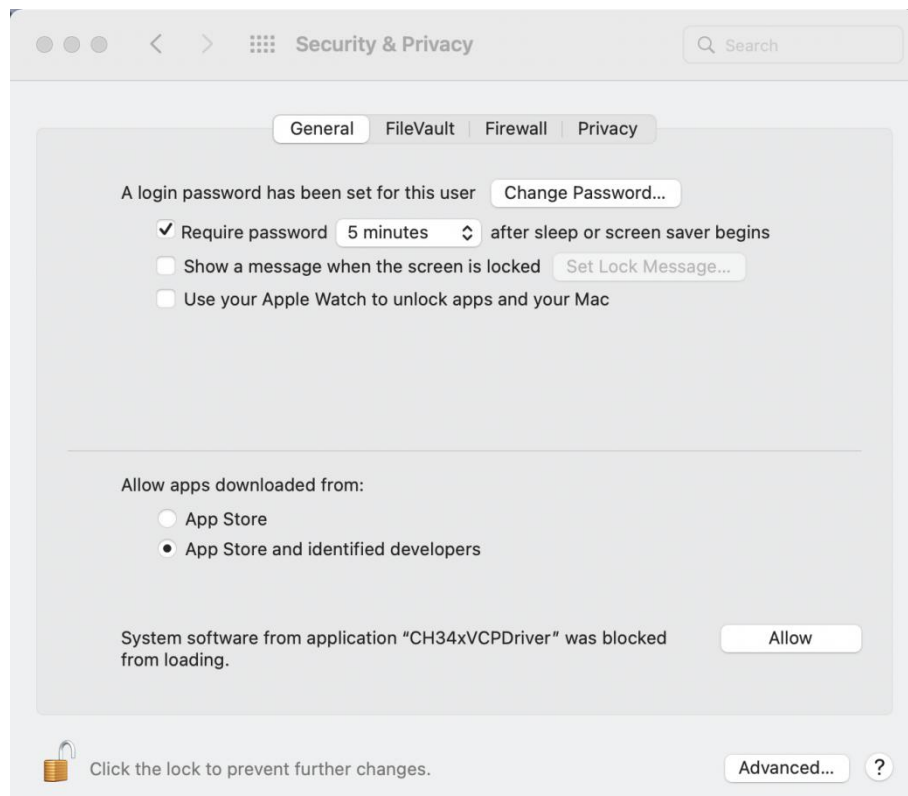 Security & Privacy
Search
General FileVault Firewall Privacy
A login password has been set for this user Change Password...
Require password 5 minutes after sleep or screen saver begins
Show a message when the screen is locked Set Lock Message...
Use your Apple Watch to unlock apps and your Mac
Allow apps downloaded from:
App Store
App Store and identified developers
System software from application “CH34xVCPDriver” was blocked
from loading.
Allow
Click the lock to prevent further changes.
Advanced... ?